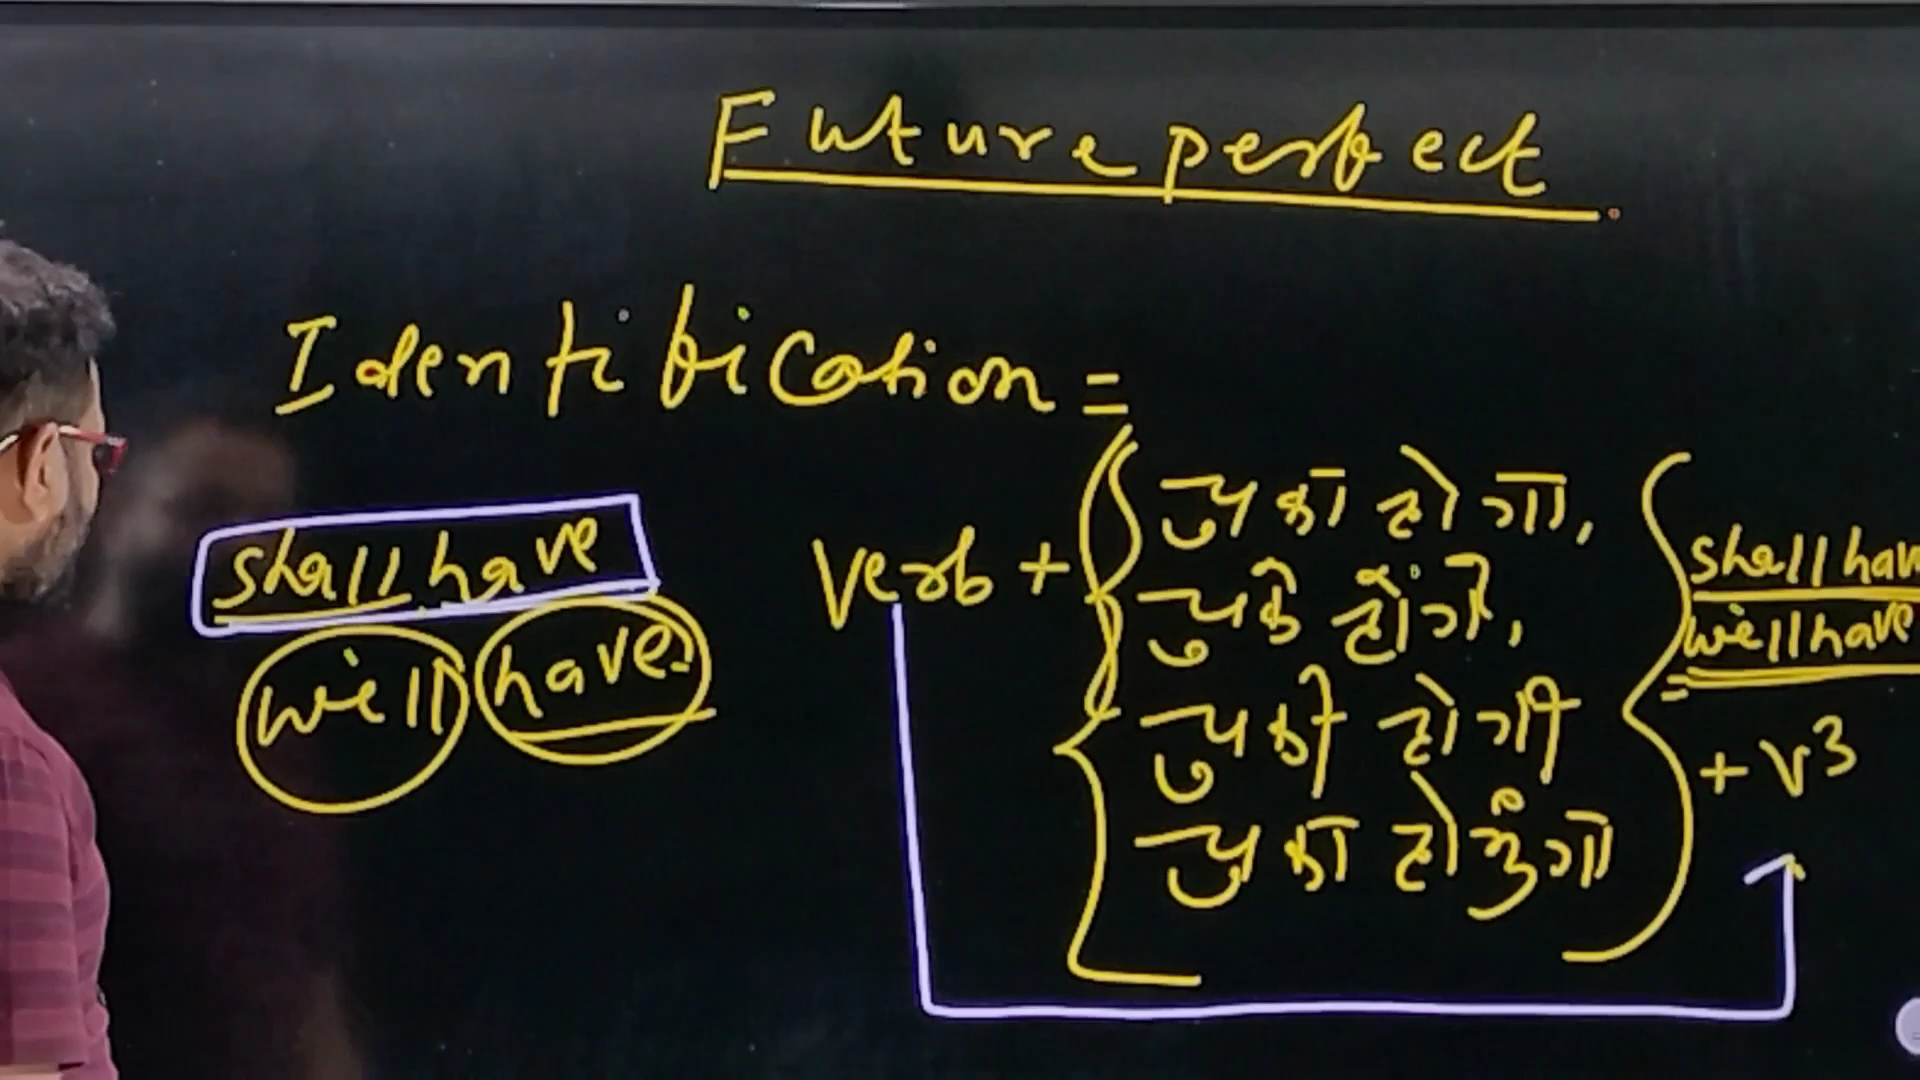 Future perfect
Identification =
shall have
will have
verb + चुका होगा,
चुके होंगे,
चुकी होगी
चुका होऊँगा
shall have
will have
+ v3